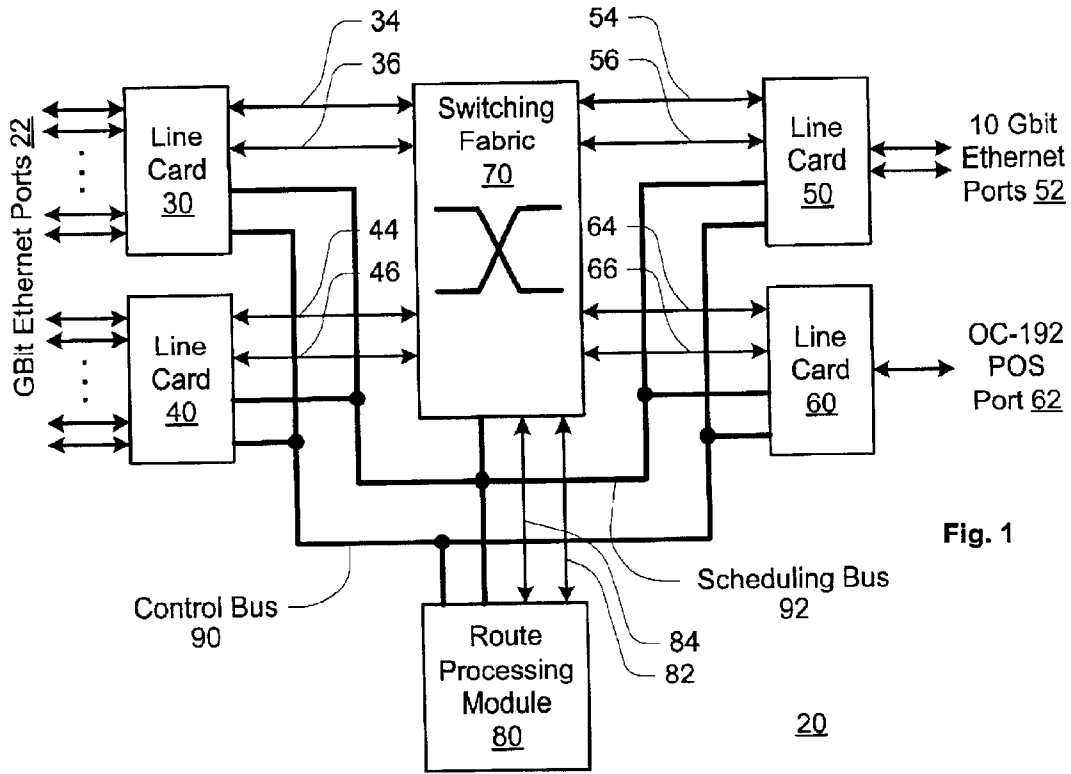 34
36
54
56
GBit Ethernet Ports 22
Line
Card
30
Switching
Fabric
70
Line
Card
50
10 Gbit
Ethernet
Ports 52
44
46
64
66
Line
Card
40
Line
Card
60
OC-192
POS
Port 62
Fig. 1
Control Bus
90
Scheduling Bus
92
Route
Processing
Module
80
84
82
20